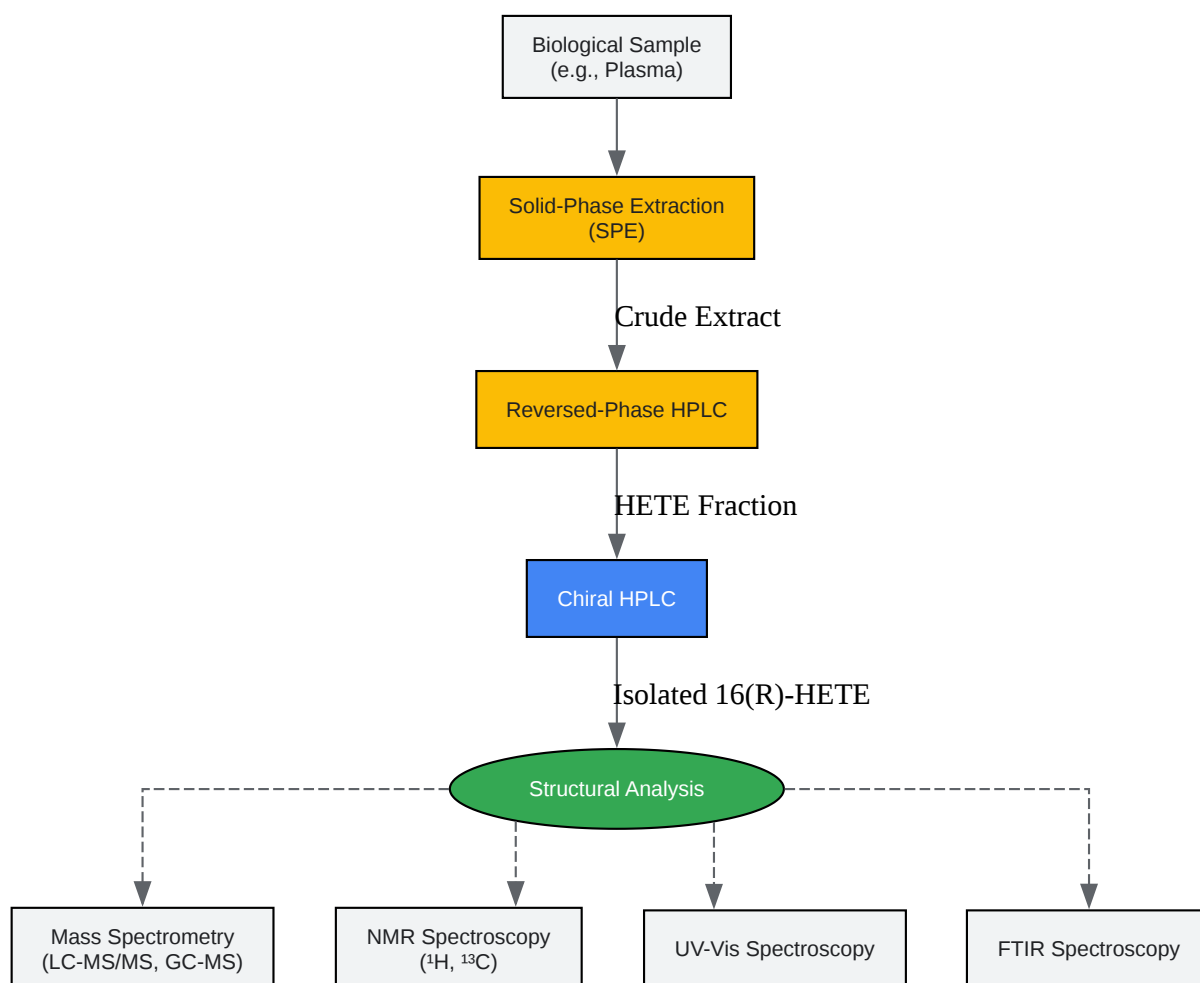 Biological Sample
(e.g., Plasma)
Solid-Phase Extraction
(SPE)
Crude Extract
Reversed-Phase HPLC
HETE Fraction
Chiral HPLC
Isolated 16(R)-HETE
Structural Analysis
Mass Spectrometry
(LC-MS/MS, GC-MS)
NMR Spectroscopy
(¹H, ¹³C)
UV-Vis Spectroscopy
FTIR Spectroscopy